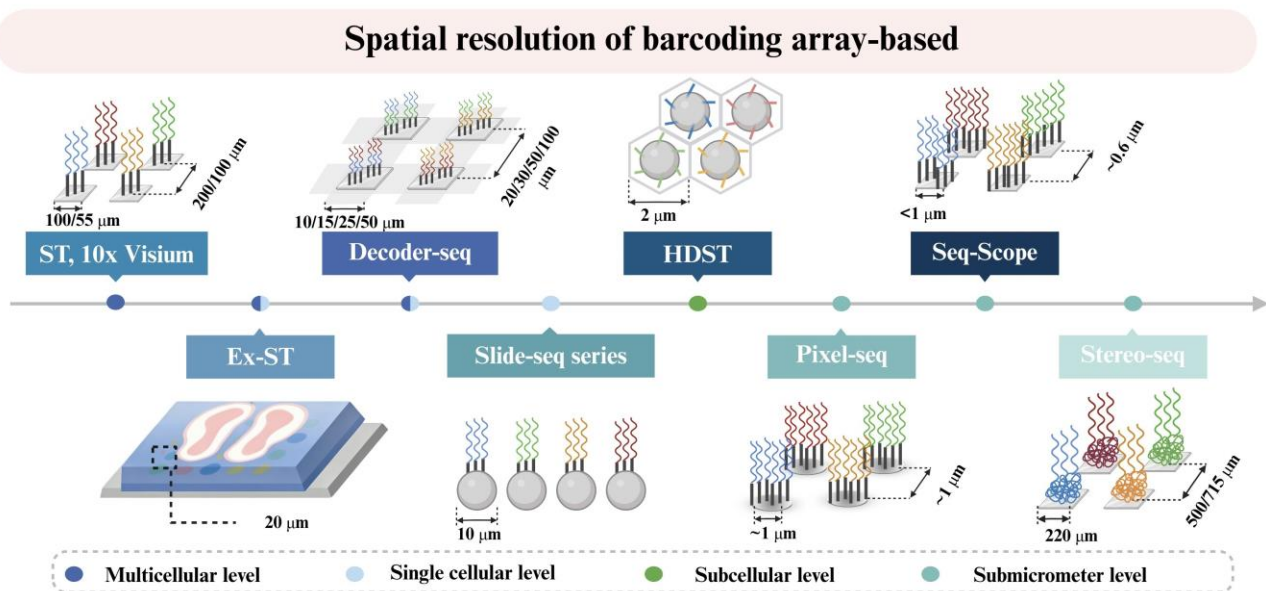 Spatial resolution of barcoding array-based
200/100 μm
100/55 μm
20/30/50/100
μm
10/15/25/50 μm
2 μm
~0.6 μm
<1 μm
ST, 10x Visium
Decoder-seq
HDST
Seq-Scope
Ex-ST
Slide-seq series
Pixel-seq
Stereo-seq
20 μm
10 μm
~1 μm
~1 μm
500/715 μm
220 μm
Multicellular level
Single cellular level
Subcellular level
Submicrometer level